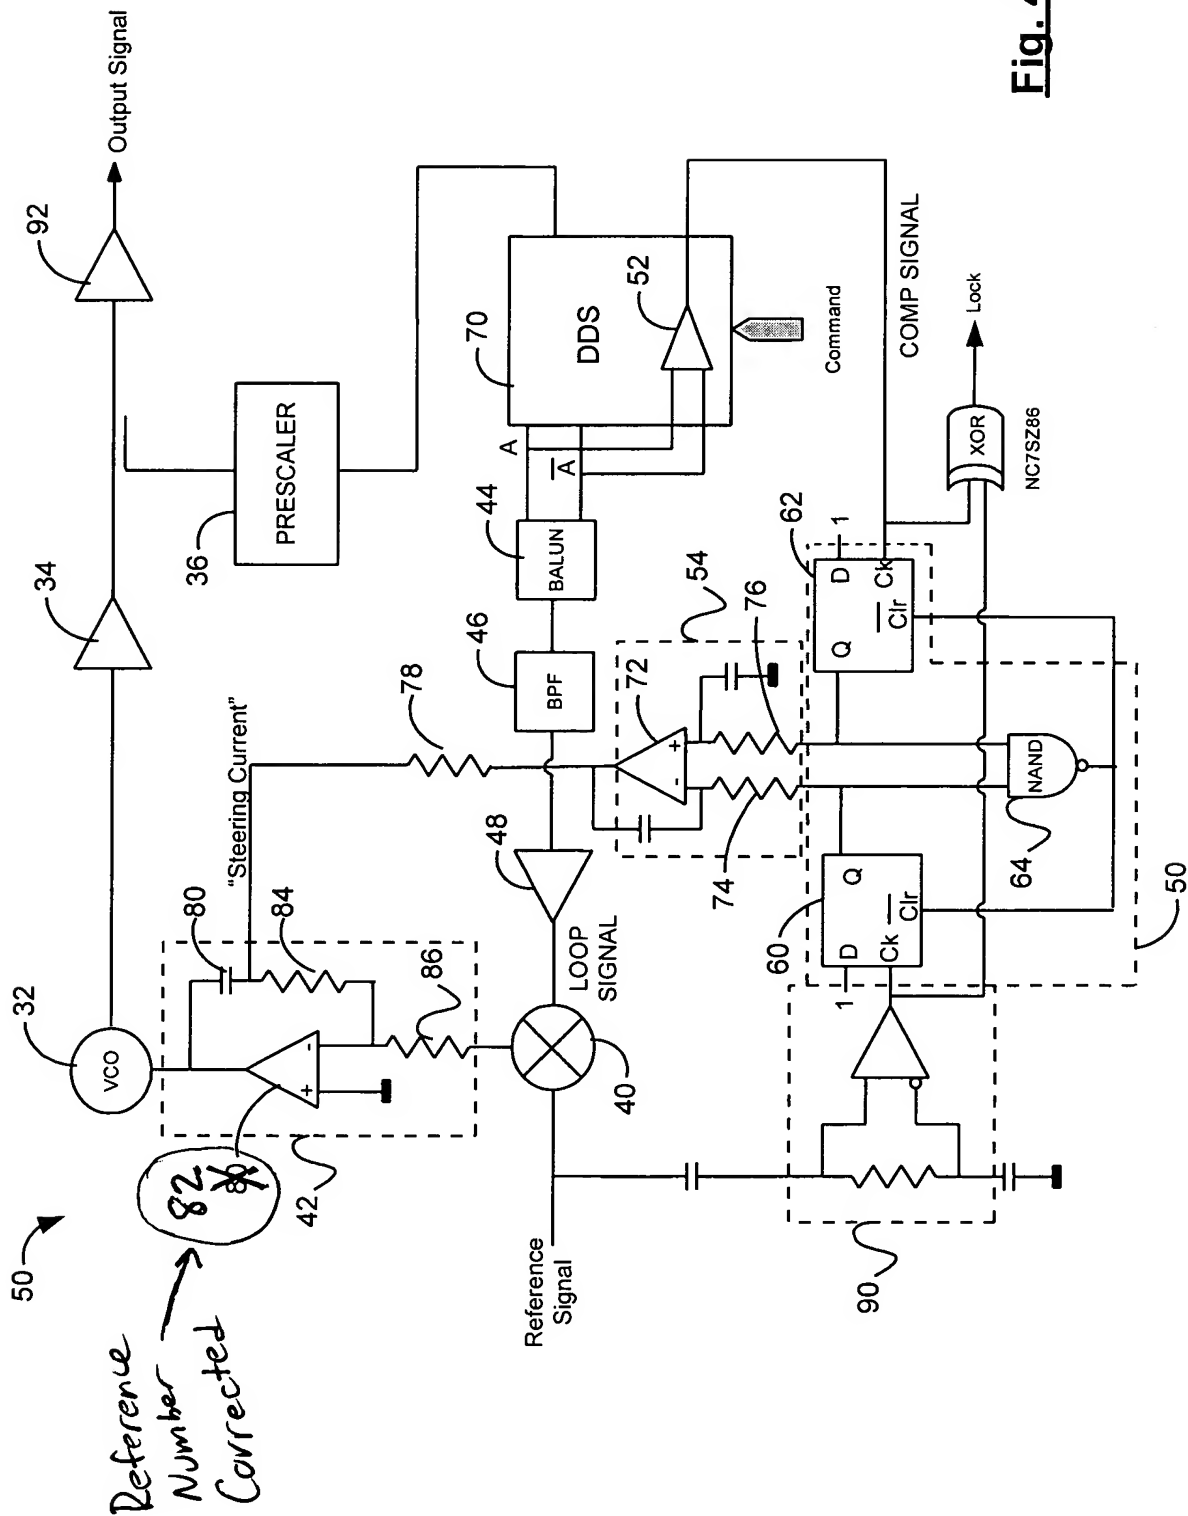 50
Reference
Number
Corrected
82
80
42
32
VCO
34
92
Output Signal
80
84
86
"Steering Current"
36
PRESCALER
78
Reference
Signal
40
LOOP
SIGNAL
48
46
BPF
44
BALUN
A
A
70
DDS
52
Command
COMP SIGNAL
54
72
-
+
74
76
90
1
D
Q
Ck
Clr
60
64
NAND
62
Q
D
1
Clr
Ck
50
XOR
Lock
NC7SZ86
+
-
Fig.